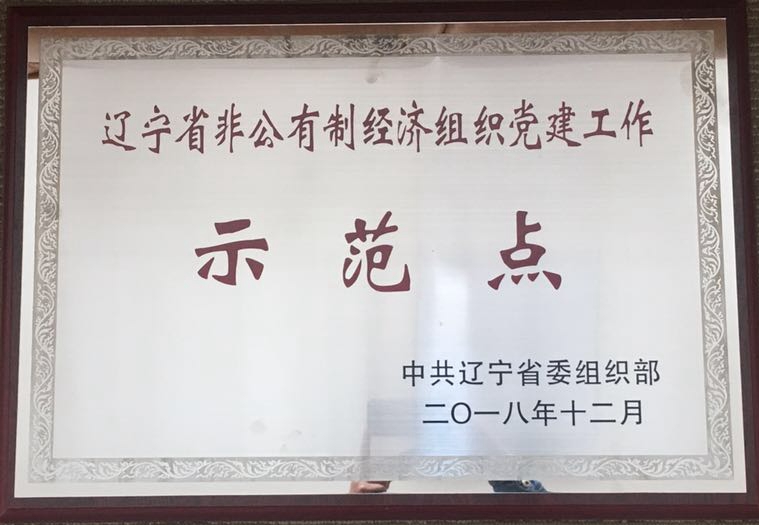 辽宁省非公有制经济组织党建工作
示范点
中共辽宁省委组织部
二〇一八年十二月